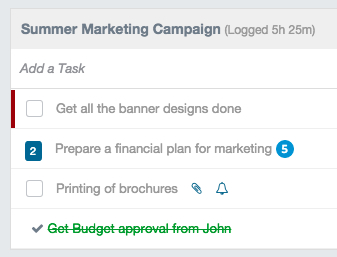 Summer Marketing Campaign (Logged 5h 25m)
Add a Task
Get all the banner designs done
2 Prepare a financial plan for marketing 5
Printing of brochures
Get Budget approval from John